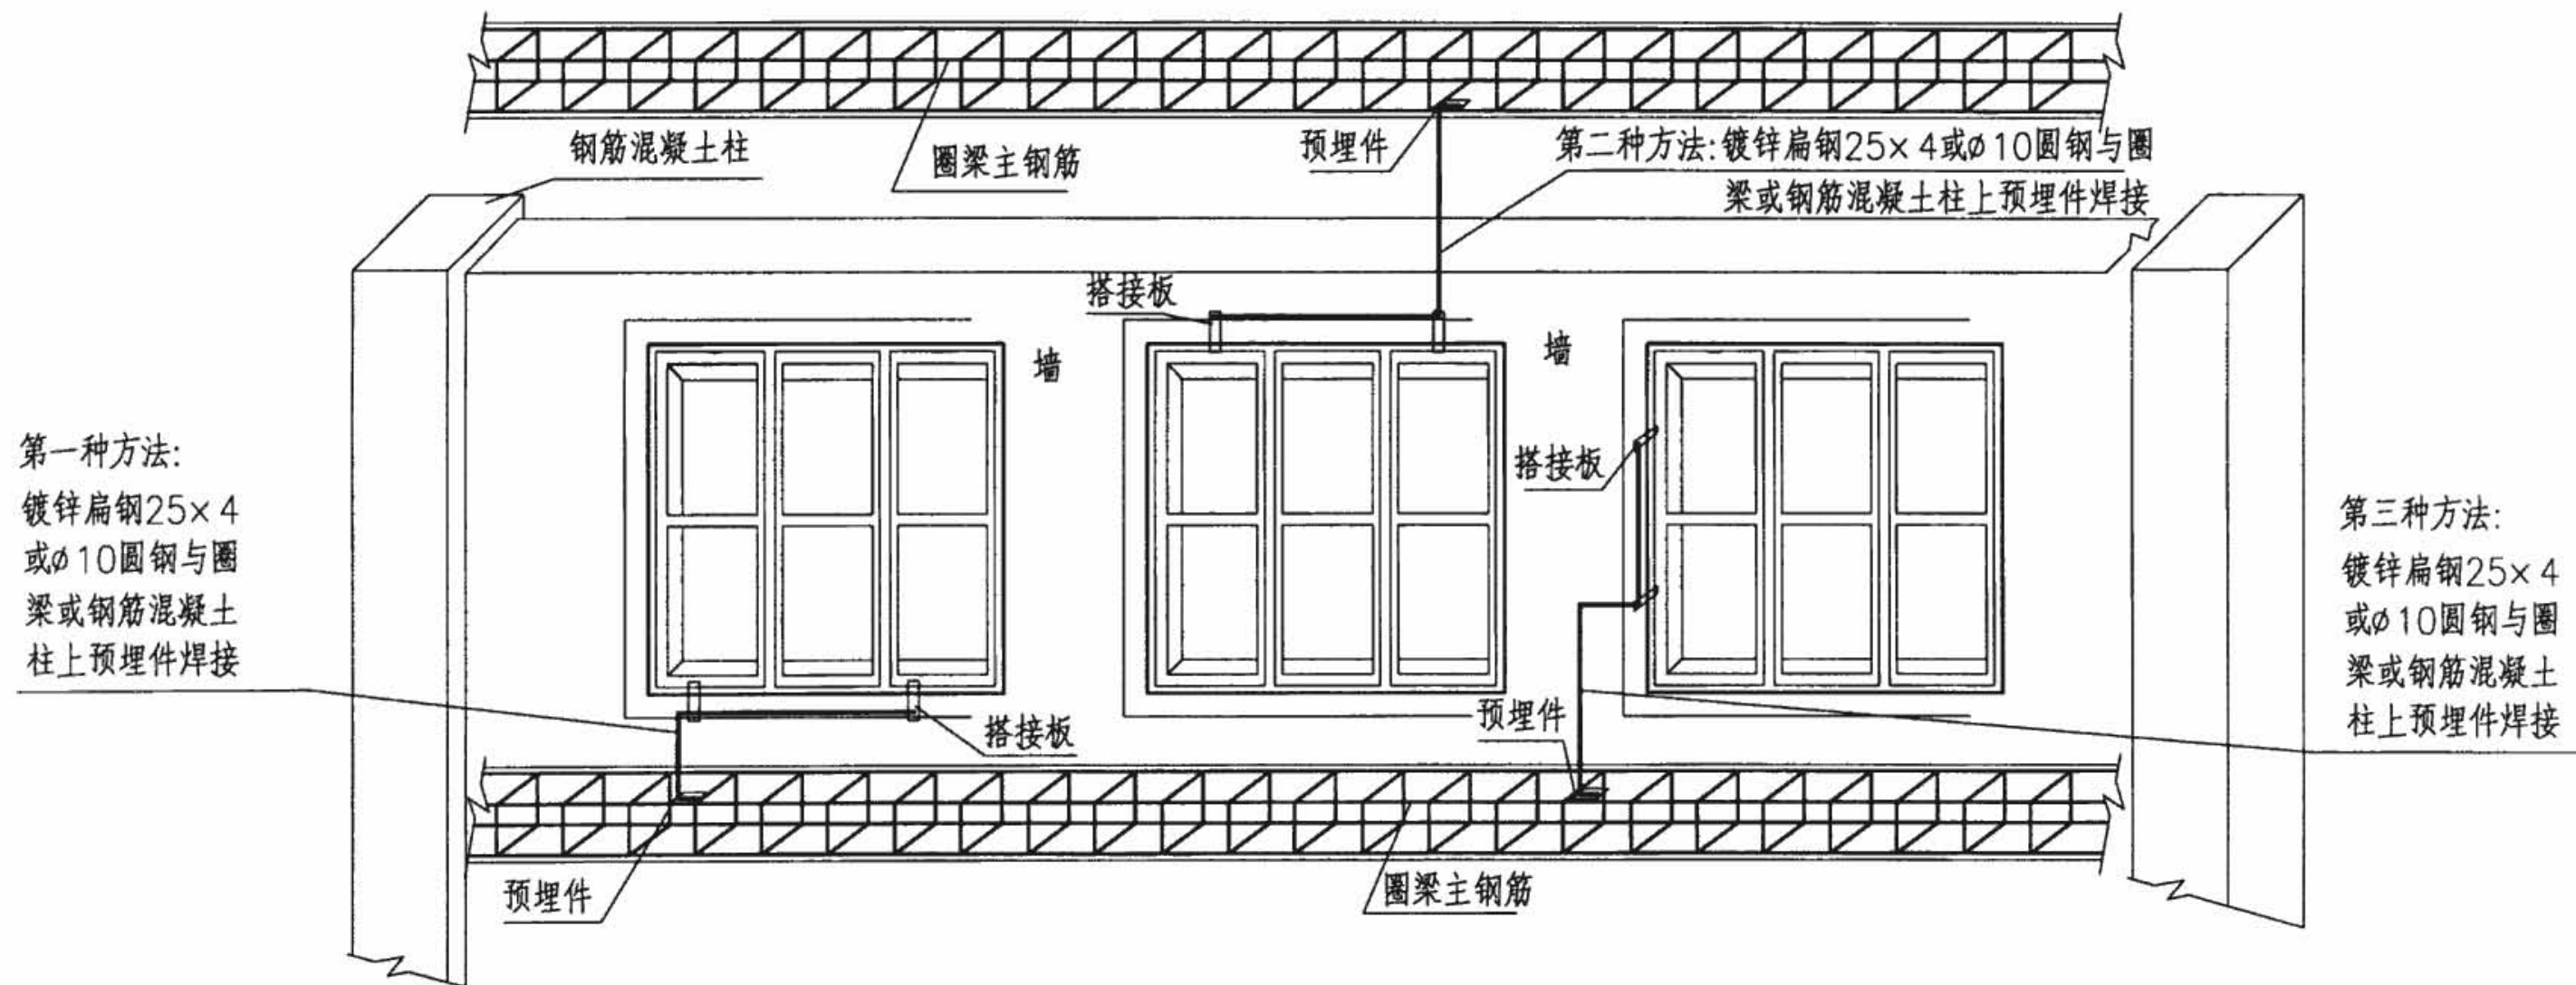 钢筋混凝土柱
圈梁主钢筋
预埋件
第二种方法:镀锌扁钢25×4或ø10圆钢与圈
梁或钢筋混凝土柱上预埋件焊接
搭接板
墙
墙
第一种方法:
镀锌扁钢25×4
或ø10圆钢与圈
梁或钢筋混凝土
柱上预埋件焊接
搭接板
第三种方法:
镀锌扁钢25×4
或ø10圆钢与圈
梁或钢筋混凝土
柱上预埋件焊接
预埋件
搭接板
预埋件
圈梁主钢筋